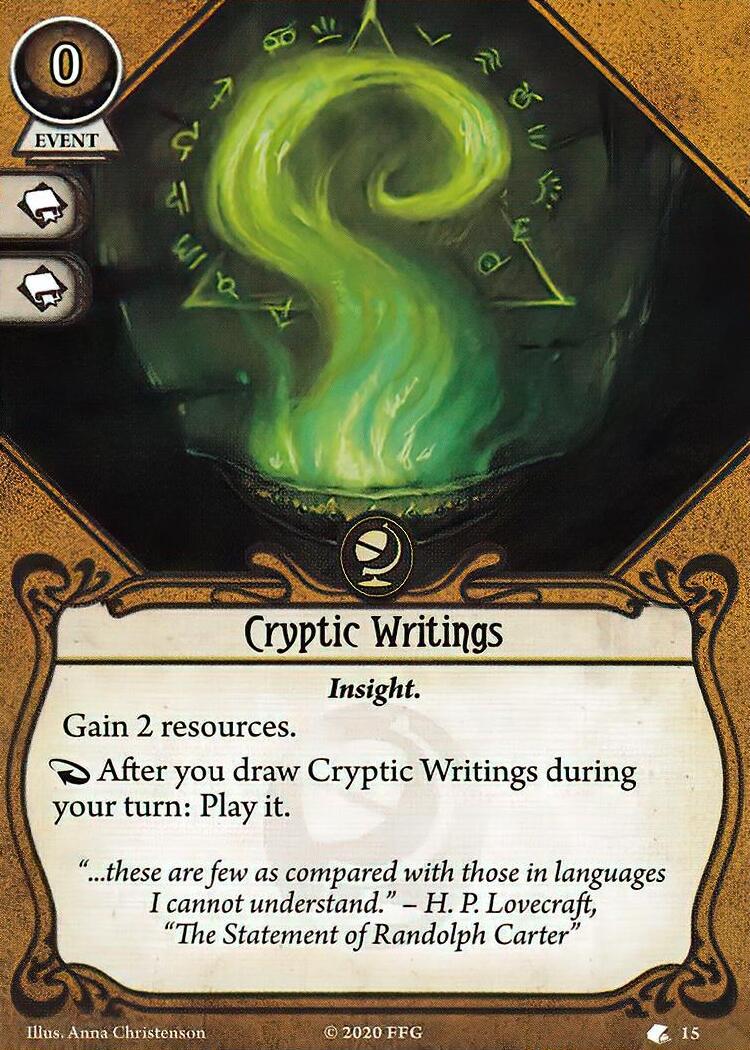 0
EVENT
Cryptic Writings
Insight.
Gain 2 resources.
After you draw Cryptic Writings during
your turn: Play it.
“...these are few as compared with those in languages
I cannot understand.” – H. P. Lovecraft,
“The Statement of Randolph Carter”
Illus. Anna Christenson
© 2020 FFG
15